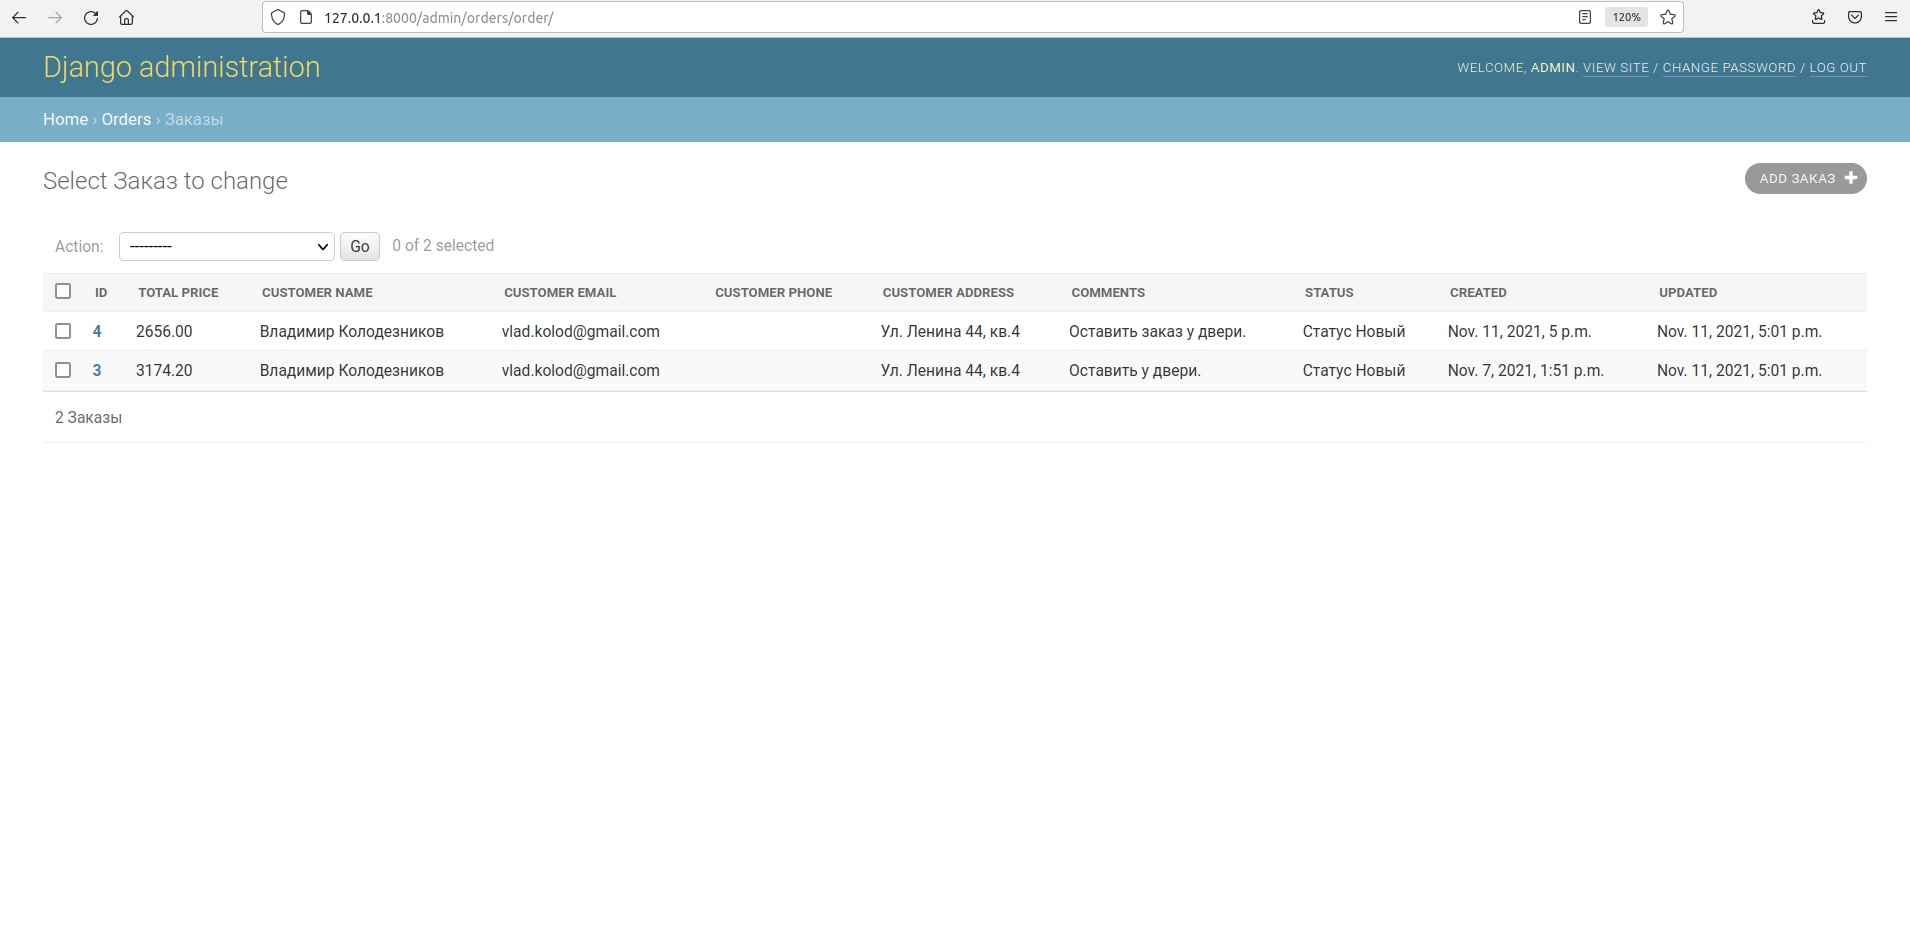 127.0.0.1:8000/admin/orders/order/ 120%
Django administration WELCOME, ADMIN. VIEW SITE / CHANGE PASSWORD / LOG OUT
Home › Orders › Заказы
Select Заказ to change ADD ЗАКАЗ +
Action: --------- Go 0 of 2 selected
ID TOTAL PRICE CUSTOMER NAME CUSTOMER EMAIL CUSTOMER PHONE CUSTOMER ADDRESS COMMENTS STATUS CREATED UPDATED
4 2656.00 Владимир Колодезников vlad.kolod@gmail.com Ул. Ленина 44, кв.4 Оставить заказ у двери. Статус Новый Nov. 11, 2021, 5 p.m. Nov. 11, 2021, 5:01 p.m.
3 3174.20 Владимир Колодезников vlad.kolod@gmail.com Ул. Ленина 44, кв.4 Оставить у двери. Статус Новый Nov. 7, 2021, 1:51 p.m. Nov. 11, 2021, 5:01 p.m.
2 Заказы